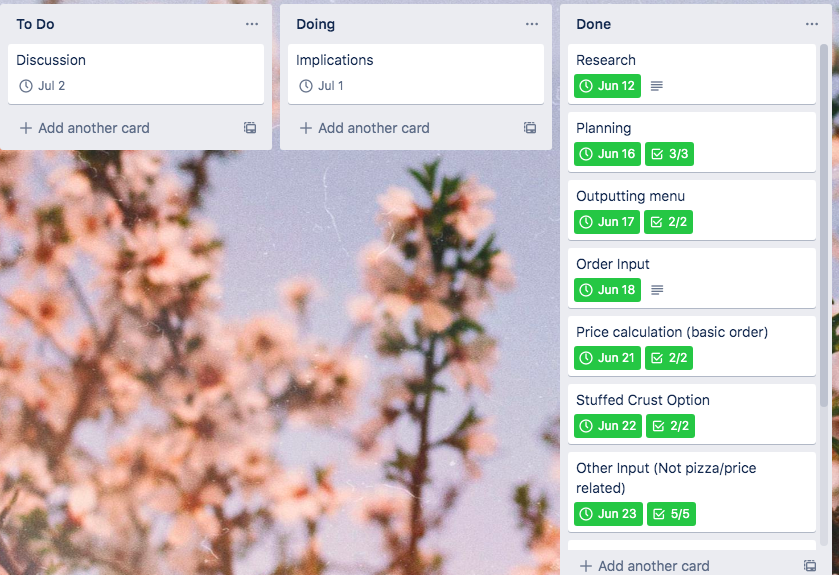 To Do
Discussion
Jul 2
Add another card
Doing
Implications
Jul 1
Add another card
Done
Research
Jun 12
Planning
Jun 16 3/3
Outputting menu
Jun 17 2/2
Order Input
Jun 18
Price calculation (basic order)
Jun 21 2/2
Stuffed Crust Option
Jun 22 2/2
Other Input (Not pizza/price
related)
Jun 23 5/5
Add another card